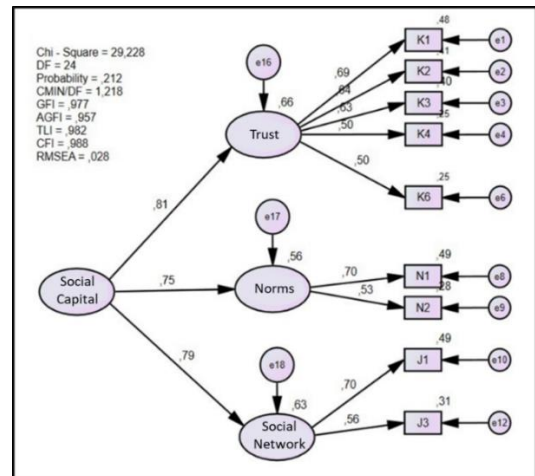 Chi - Square = 29,228
DF = 24
Probability = ,212
CMIN/DF = 1,218
GFI = ,977
AGFI = ,957
TLI = ,982
CFI = ,988
RMSEA = ,028
e16
,66
Trust
,81
,69
,64
,63
,50
,50
,48
K1
e1
,41
K2
e2
,40
K3
e3
,25
K4
e4
,25
K6
e6
Social
Capital
,75
e17
,56
Norms
,70
,53
,49
N1
e8
,28
N2
e9
,79
e18
,63
Social
Network
,70
,56
,49
J1
e10
,31
J3
e12